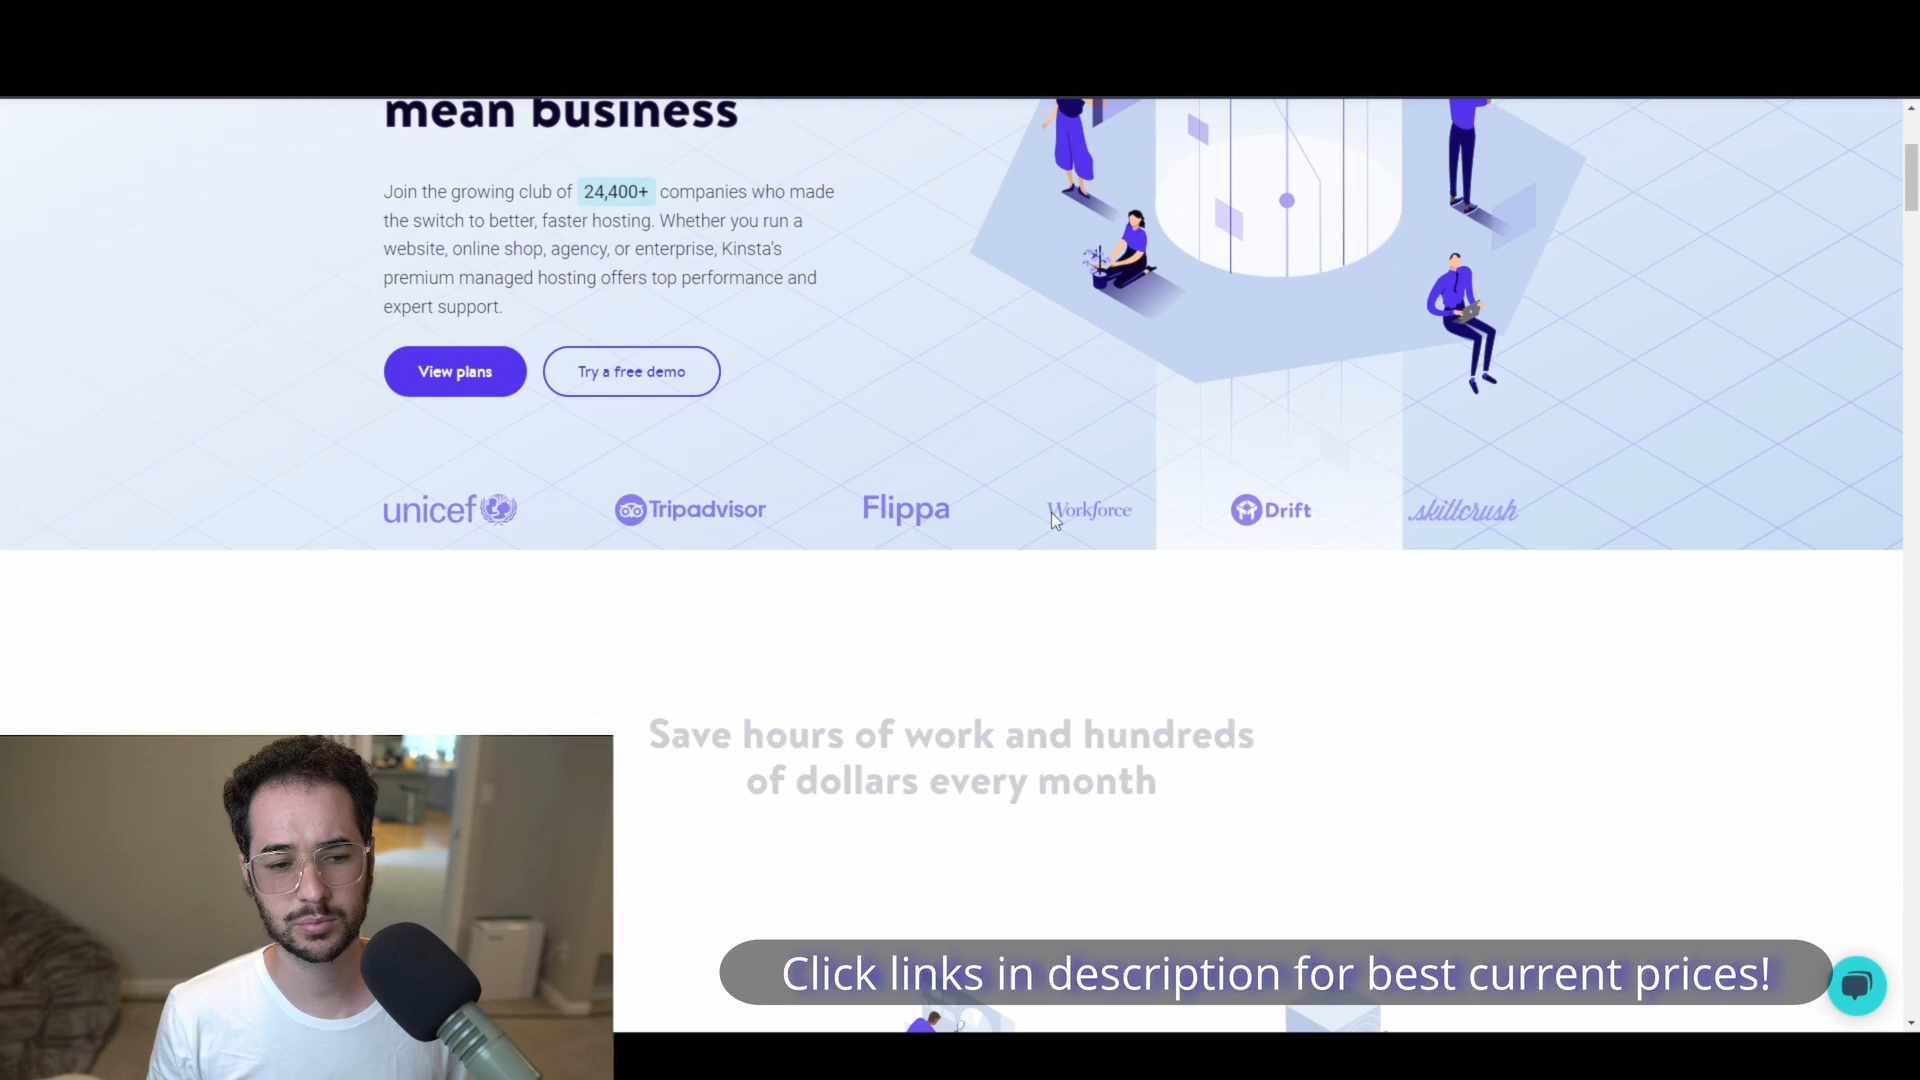 mean business
Join the growing club of 24,400+ companies who made
the switch to better, faster hosting. Whether you run a
website, online shop, agency, or enterprise, Kinsta's
premium managed hosting offers top performance and
expert support.
View plans
Try a free demo
unicef
Tripadvisor
Flippa
Workforce
Drift
skillcrush
Save hours of work and hundreds
of dollars every month
Click links in description for best current prices!